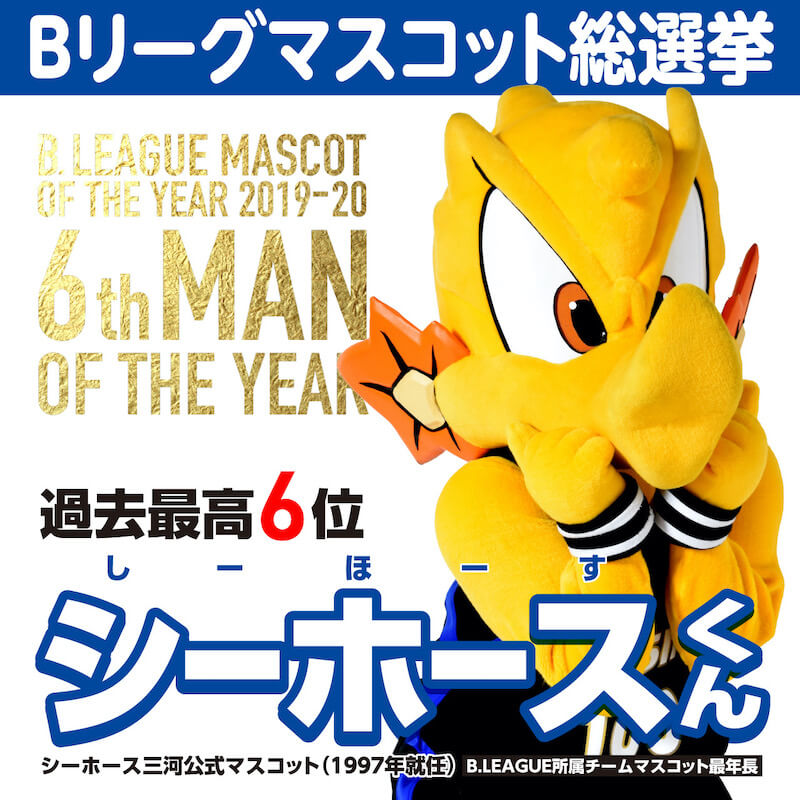 Bリーグマスコット総選挙
B. LEAGUE MASCOT
OF THE YEAR 2019-20
6th MAN
OF THE YEAR
過去最高6位
しーほーす
シーホースくん
シーホース三河公式マスコット(1997年就任) B.LEAGUE所属チームマスコット最年長